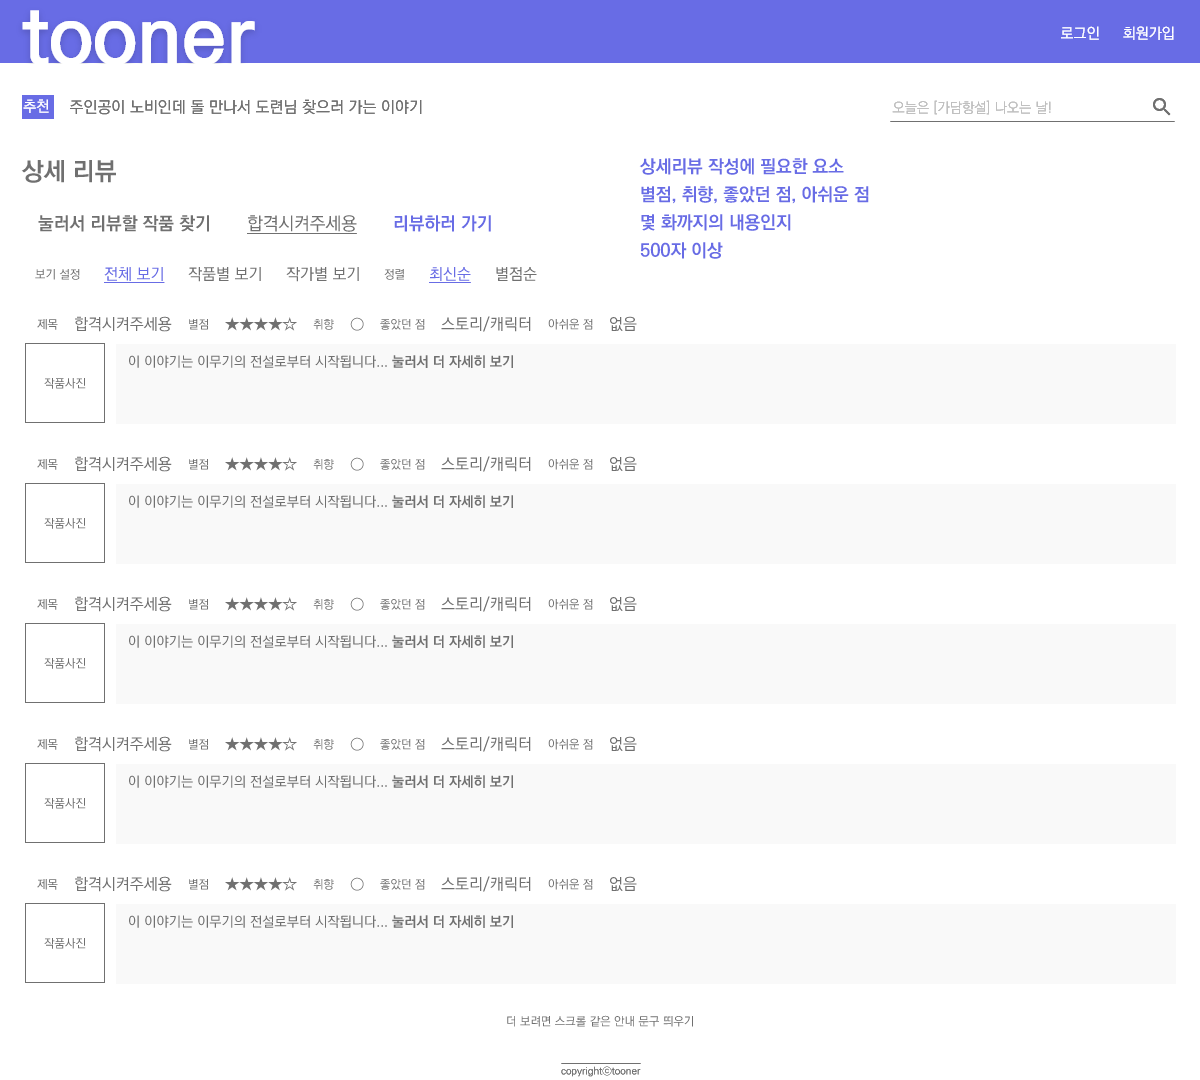 tooner
로그인 회원가입
추천 주인공이 노비인데 돌 만나서 도련님 찾으러 가는 이야기
오늘은 [가담항설] 나오는 날!
상세 리뷰
눌러서 리뷰할 작품 찾기 합격시켜주세용 리뷰하러 가기
상세리뷰 작성에 필요한 요소
별점, 취향, 좋았던 점, 아쉬운 점
몇 화까지의 내용인지
500자 이상
보기 설정 전체 보기 작품별 보기 작가별 보기 정렬 최신순 별점순
제목 합격시켜주세용 별점 ★★★★☆ 취향 ○ 좋았던 점 스토리/캐릭터 아쉬운 점 없음
작품사진
이 이야기는 이무기의 전설로부터 시작됩니다... 눌러서 더 자세히 보기
제목 합격시켜주세용 별점 ★★★★☆ 취향 ○ 좋았던 점 스토리/캐릭터 아쉬운 점 없음
작품사진
이 이야기는 이무기의 전설로부터 시작됩니다... 눌러서 더 자세히 보기
제목 합격시켜주세용 별점 ★★★★☆ 취향 ○ 좋았던 점 스토리/캐릭터 아쉬운 점 없음
작품사진
이 이야기는 이무기의 전설로부터 시작됩니다... 눌러서 더 자세히 보기
제목 합격시켜주세용 별점 ★★★★☆ 취향 ○ 좋았던 점 스토리/캐릭터 아쉬운 점 없음
작품사진
이 이야기는 이무기의 전설로부터 시작됩니다... 눌러서 더 자세히 보기
제목 합격시켜주세용 별점 ★★★★☆ 취향 ○ 좋았던 점 스토리/캐릭터 아쉬운 점 없음
작품사진
이 이야기는 이무기의 전설로부터 시작됩니다... 눌러서 더 자세히 보기
더 보려면 스크롤 같은 안내 문구 띄우기
copyrightⓒtooner